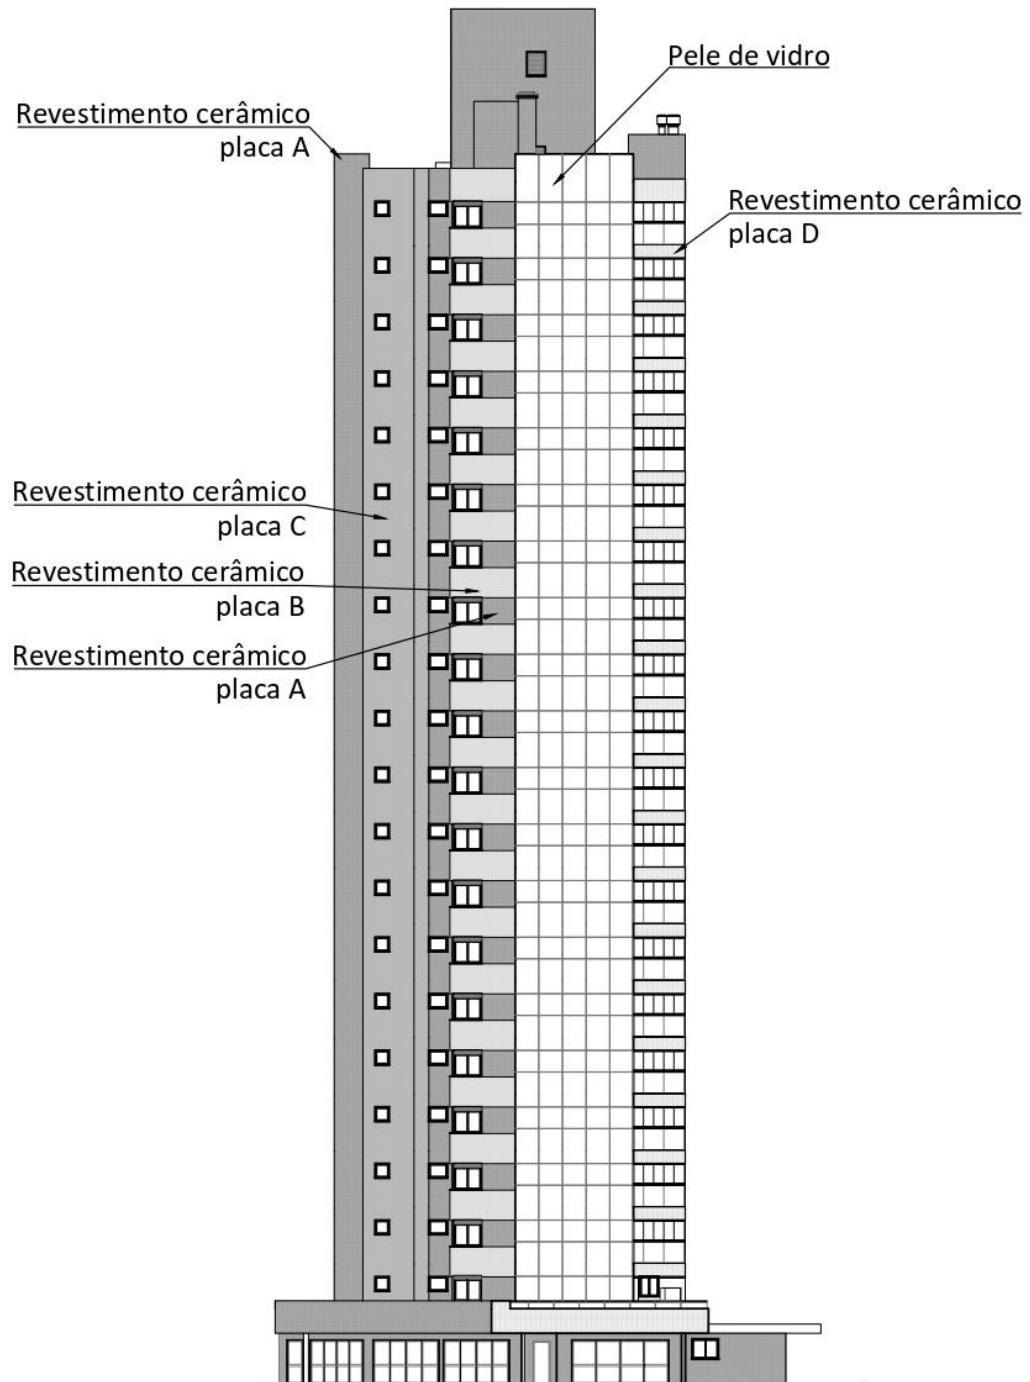 Pele de vidro
Revestimento cerâmico
placa A
Revestimento cerâmico
placa D
Revestimento cerâmico
placa C
Revestimento cerâmico
placa B
Revestimento cerâmico
placa A